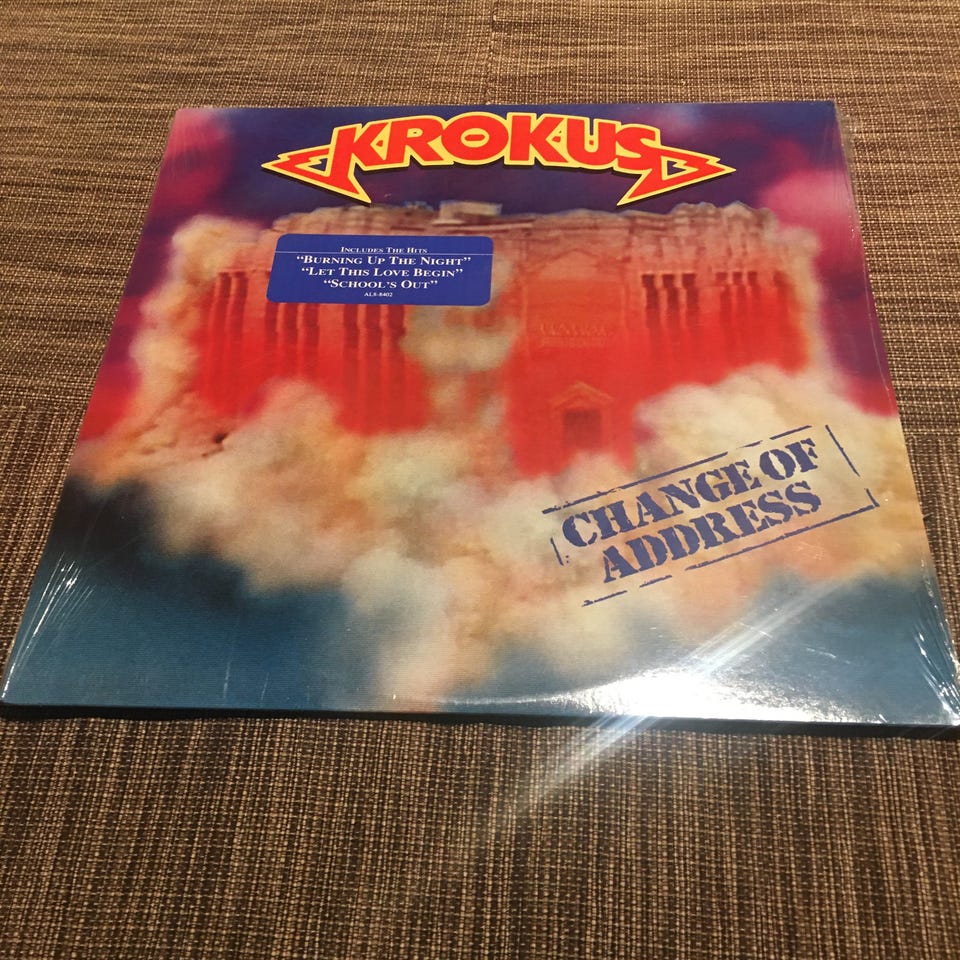 KROKUS
INCLUDES THE HITS
"BURNING UP THE NIGHT"
"LET THIS LOVE BEGIN"
"SCHOOL'S OUT"
AL8-8402
CHANGE OF
ADDRESS